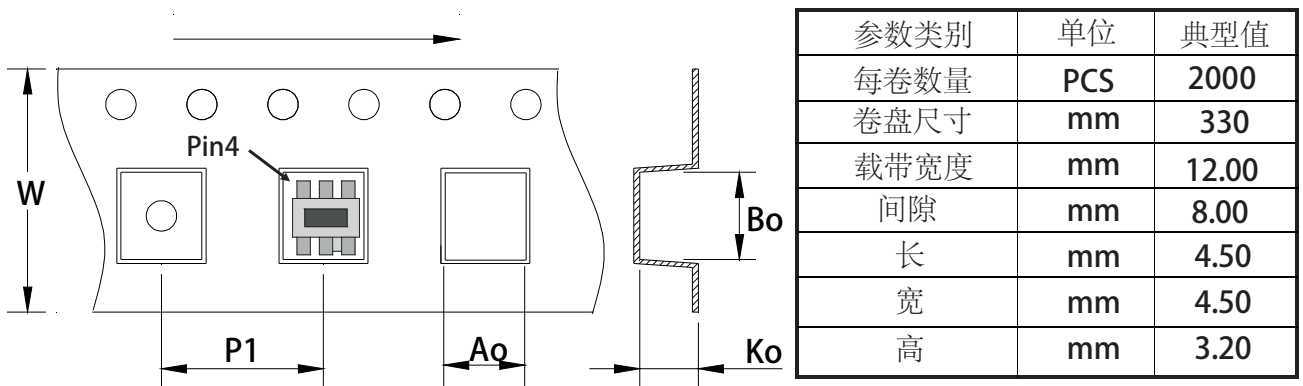 Pin4
W
Bo
P1
Ao
Ko
参数类别 单位 典型值
每卷数量 PCS 2000
卷盘尺寸 mm 330
载带宽度 mm 12.00
间隙 mm 8.00
长 mm 4.50
宽 mm 4.50
高 mm 3.20